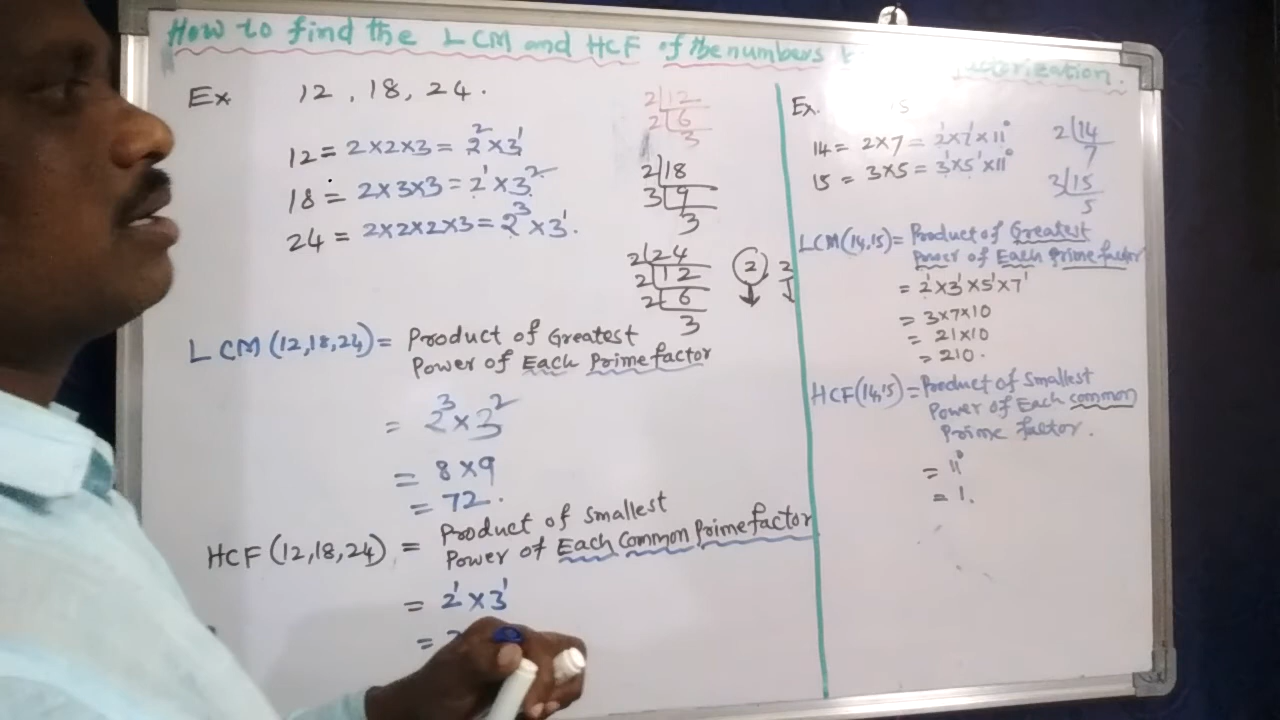 How to find the LCM and HCF of the numbers
Ex 12, 18, 24.
12 = 2×2×3 = 2²×3¹
18 = 2×3×3 = 2¹×3²
24 = 2×2×2×3 = 2³×3¹.
2|12
2|6
3
2|18
3|9
3
2|24
2|12
2|6
3
2, 3
LCM(12,18,24) = Product of Greatest
Power of Each Prime factor
= 2³×3²
= 8×9
= 72.
HCF(12,18,24) = Product of Smallest
Power of Each Common Prime factor
= 2¹×3¹
=
Ex.
14 = 2×7 = 2¹×7¹×11⁰
15 = 3×5 = 3¹×5¹×11⁰
2|14
7
3|15
5
LCM(14,15) = Product of Greatest
Power of Each Prime factor
= 2¹×3¹×5¹×7¹
= 3×7×10
= 21×10
= 210.
HCF(14,15) = Product of Smallest
Power of Each common
Prime factor.
= 11⁰
= 1.